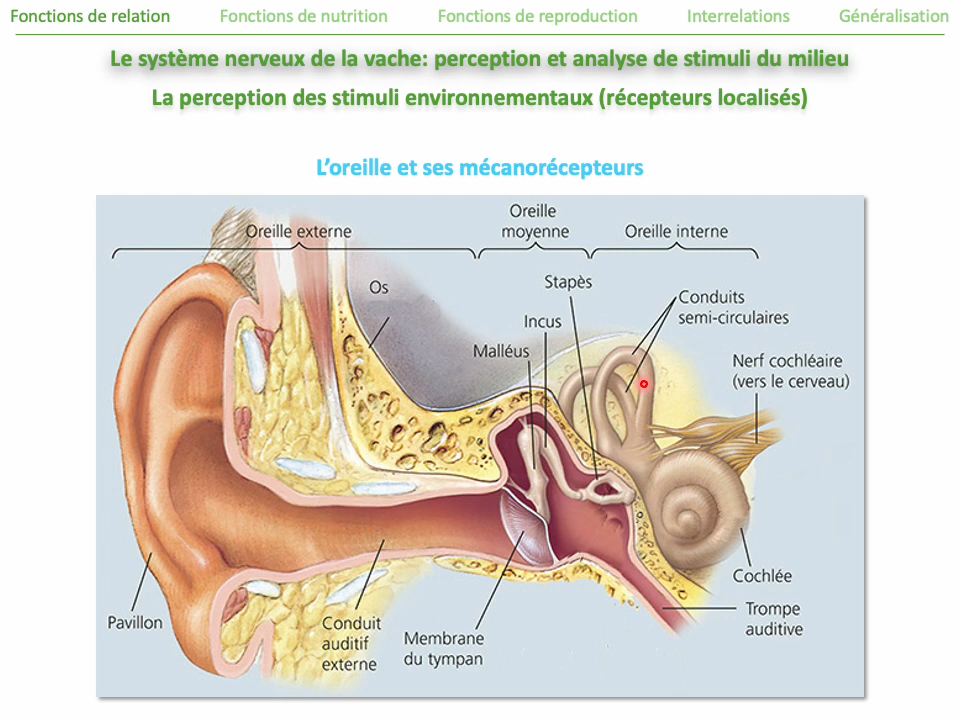 Fonctions de relation Fonctions de nutrition Fonctions de reproduction Interrelations Généralisation
Le système nerveux de la vache: perception et analyse de stimuli du milieu
La perception des stimuli environnementaux (récepteurs localisés)
L’oreille et ses mécanorécepteurs
Oreille externe
Oreille
moyenne
Oreille interne
Os
Stapès
Incus
Malléus
Conduits
semi-circulaires
Nerf cochléaire
(vers le cerveau)
Cochlée
Trompe
auditive
Pavillon
Conduit
auditif
externe
Membrane
du tympan